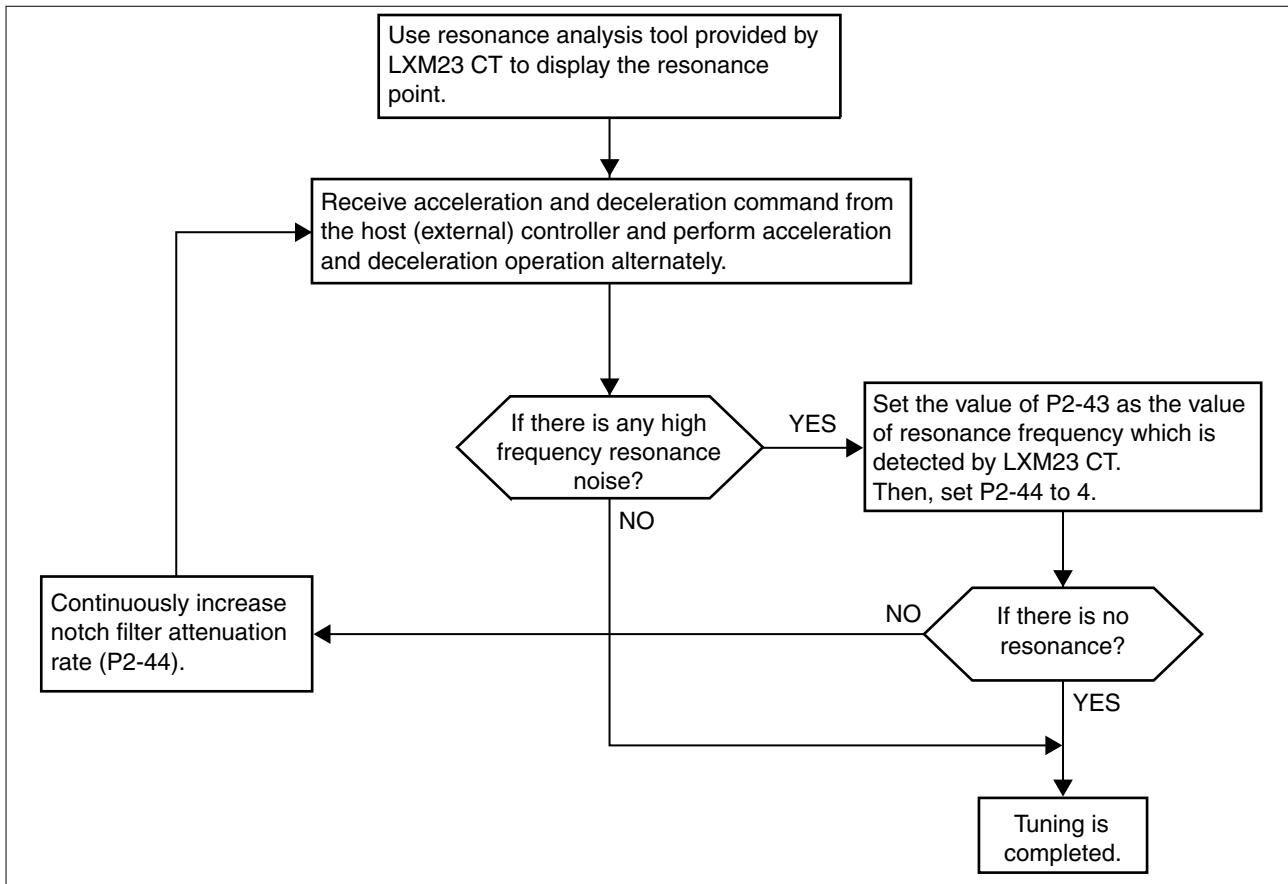 Use resonance analysis tool provided by
LXM23 CT to display the resonance
point.
Receive acceleration and deceleration command from
the host (external) controller and perform acceleration
and deceleration operation alternately.
If there is any high
frequency resonance
noise?
YES
Set the value of P2-43 as the value
of resonance frequency which is
detected by LXM23 CT.
Then, set P2-44 to 4.
NO
Continuously increase
notch filter attenuation
rate (P2-44).
NO
If there is no
resonance?
YES
Tuning is
completed.